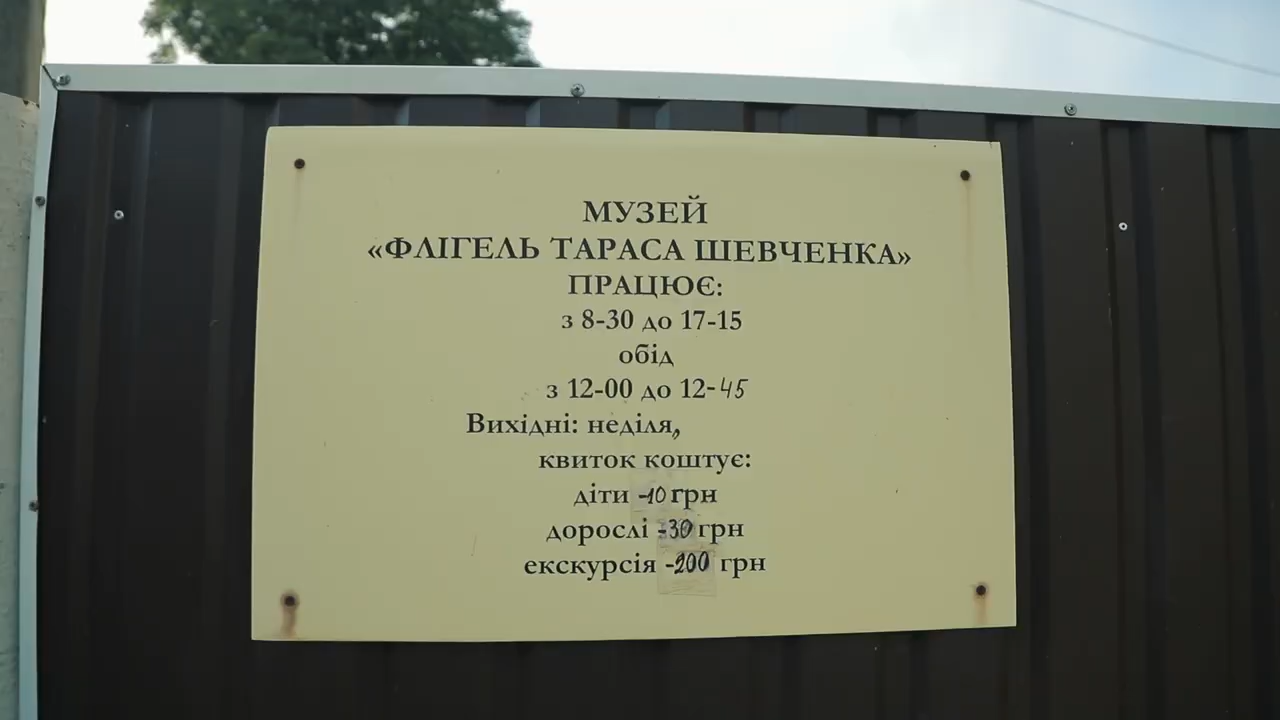 МУЗЕЙ
«ФЛІГЕЛЬ ТАРАСА ШЕВЧЕНКА»
ПРАЦЮЄ:
з 8-30 до 17-15
обід
з 12-00 до 12-45
Вихідні: неділя,
квиток коштує:
діти -10 грн
дорослі -30 грн
екскурсія -200 грн